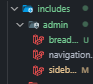 includes
admin
bread... U
navigation.
sideb... M